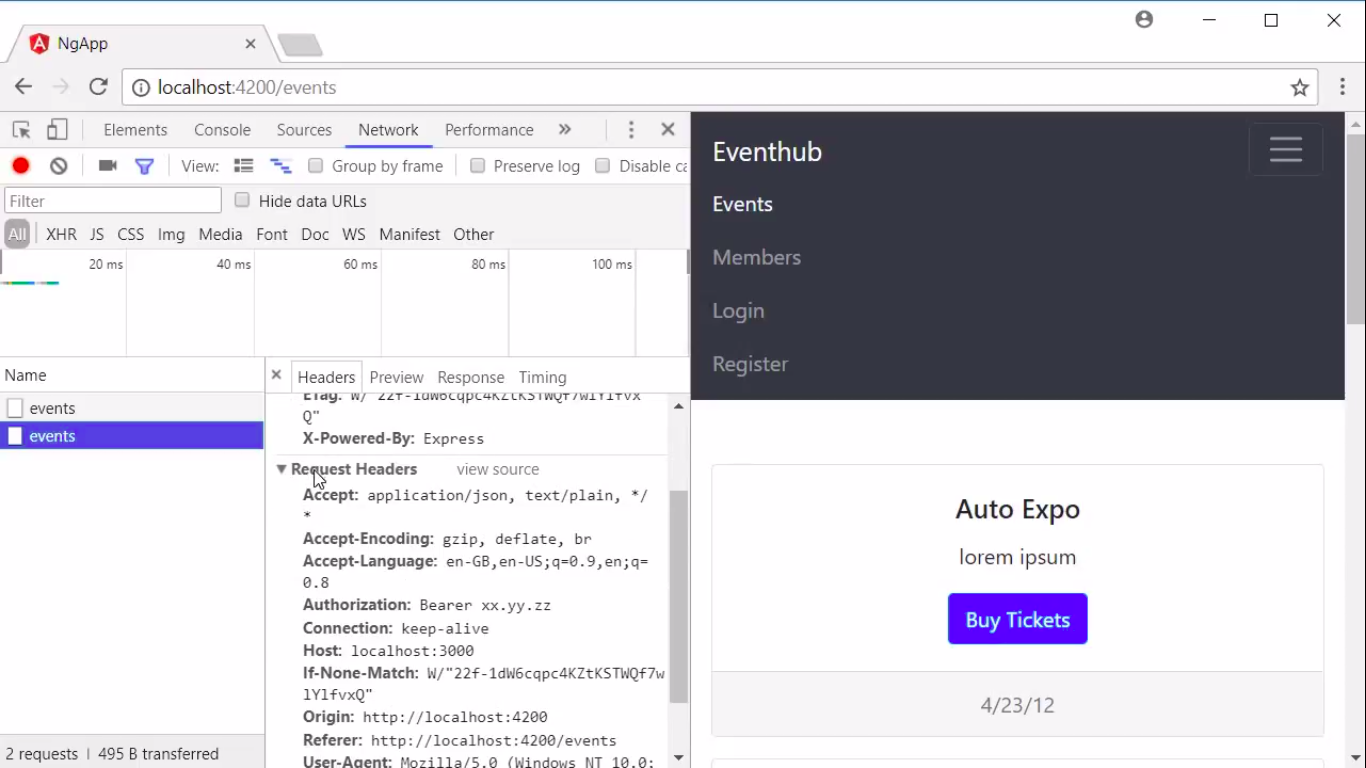 NgApp
localhost:4200/events
Elements Console Sources Network Performance »
View: Group by frame Preserve log Disable ca
Filter Hide data URLs
All XHR JS CSS Img Media Font Doc WS Manifest Other
20 ms 40 ms 60 ms 80 ms 100 ms
Name
events
events
2 requests | 495 B transferred
Headers Preview Response Timing
ETag: W/"22f-1dW6cqpc4KZtKSTWQf7wlYlfvx
Q"
X-Powered-By: Express
Request Headers view source
Accept: application/json, text/plain, */
*
Accept-Encoding: gzip, deflate, br
Accept-Language: en-GB,en-US;q=0.9,en;q=
0.8
Authorization: Bearer xx.yy.zz
Connection: keep-alive
Host: localhost:3000
If-None-Match: W/"22f-1dW6cqpc4KZtKSTWQf7w
lYlfvxQ"
Origin: http://localhost:4200
Referer: http://localhost:4200/events
User-Agent: Mozilla/5.0 (Windows NT 10.0;
Eventhub
Events
Members
Login
Register
Auto Expo
lorem ipsum
Buy Tickets
4/23/12